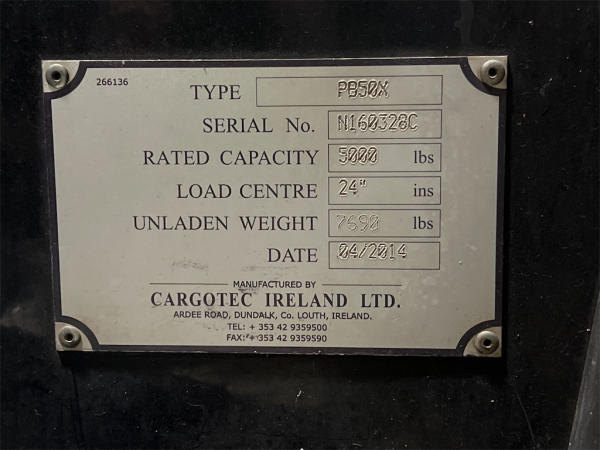 266136
TYPE PB50X
SERIAL No. N160328C
RATED CAPACITY 5000 lbs
LOAD CENTRE 24" ins
UNLADEN WEIGHT 7690 lbs
DATE 04/2014
MANUFACTURED BY
CARGOTEC IRELAND LTD.
ARDEE ROAD, DUNDALK, Co. LOUTH, IRELAND.
TEL: + 353 42 9359500
FAX: + 353 42 9359590